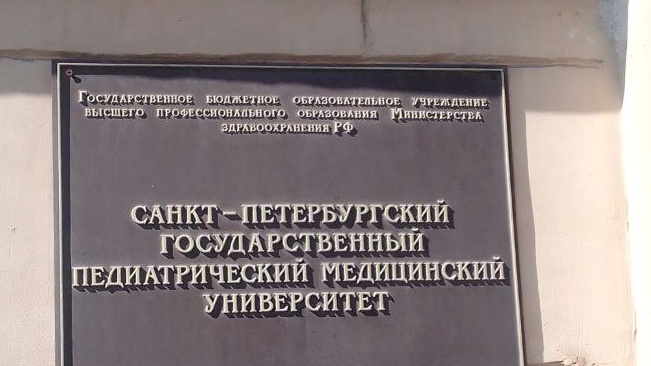 Государственное бюджетное образовательное учреждение
высшего профессионального образования Министерства
здравоохранения РФ
САНКТ-ПЕТЕРБУРГСКИЙ
ГОСУДАРСТВЕННЫЙ
ПЕДИАТРИЧЕСКИЙ МЕДИЦИНСКИЙ
УНИВЕРСИТЕТ